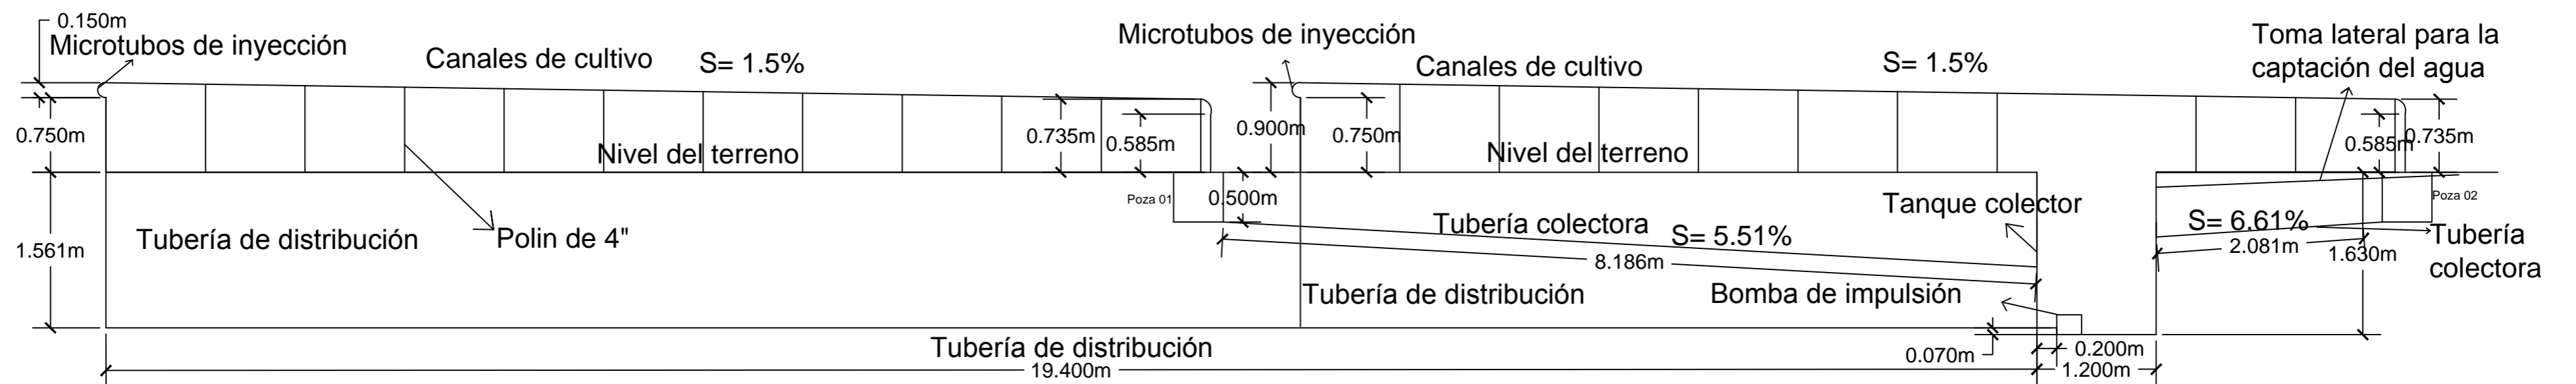 0.150m
Microtubos de inyección
Canales de cultivo
S= 1.5%
Microtubos de inyección
Canales de cultivo
S= 1.5%
Toma lateral para la
captación del agua
0.750m
0.735m
0.585m
0.900m
0.750m
0.585m
0.735m
Nivel del terreno
Nivel del terreno
Poza 01
0.500m
Poza 02
1.561m
Tubería de distribución
Polin de 4"
Tubería colectora
S= 5.51%
8.186m
Tanque colector
S= 6.61%
2.081m
1.630m
Tubería
colectora
Tubería de distribución
Bomba de impulsión
Tubería de distribución
0.070m
0.200m
19.400m
1.200m